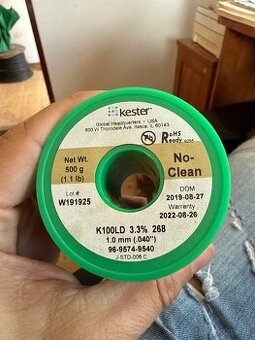 kester
Global Headquarters • USA
800 W Thorndale Ave, Itasca, IL 60143
RoHS
Ready
Net Wt.
500 g
(1.1 lb)
No-
Clean
Lot #
W191925
DOM
2019-08-27
Warranty
2022-08-26
K100LD 3.3% 268
1.0 mm (.040")
96-9574-9540
J-STD-006 C